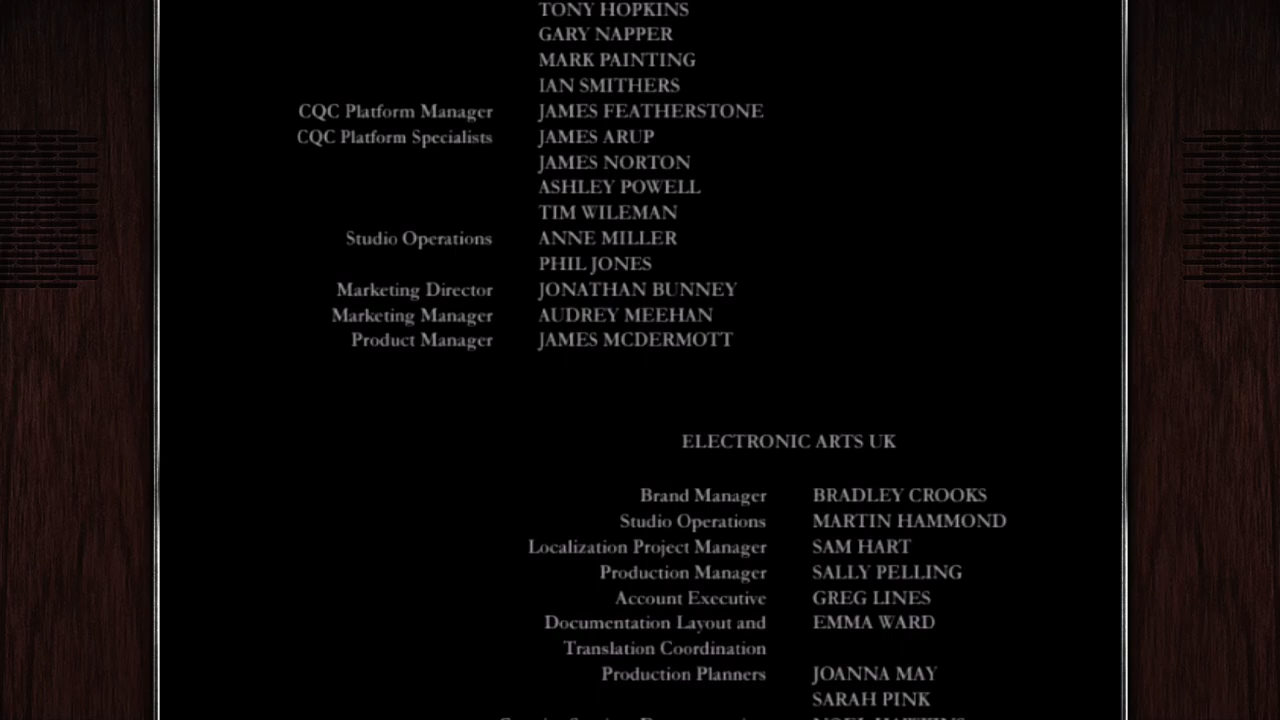 TONY HOPKINS
GARY NAPPER
MARK PAINTING
IAN SMITHERS
CQC Platform Manager JAMES FEATHERSTONE
CQC Platform Specialists JAMES ARUP
JAMES NORTON
ASHLEY POWELL
TIM WILEMAN
Studio Operations ANNE MILLER
PHIL JONES
Marketing Director JONATHAN BUNNEY
Marketing Manager AUDREY MEEHAN
Product Manager JAMES MCDERMOTT
ELECTRONIC ARTS UK
Brand Manager BRADLEY CROOKS
Studio Operations MARTIN HAMMOND
Localization Project Manager SAM HART
Production Manager SALLY PELLING
Account Executive GREG LINES
Documentation Layout and EMMA WARD
Translation Coordination
Production Planners JOANNA MAY
SARAH PINK